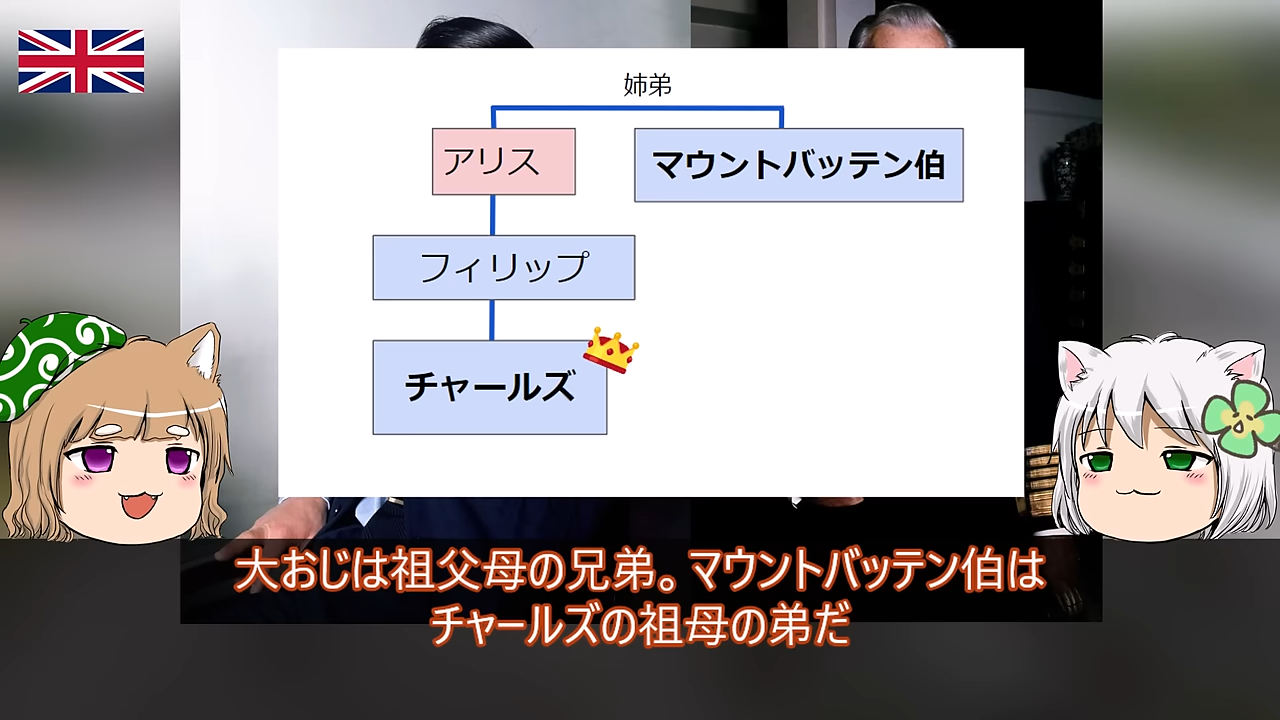 姉弟
アリス
マウントバッテン伯
フィリップ
チャールズ
大おじは祖父母の兄弟。マウントバッテン伯は
チャールズの祖母の弟だ